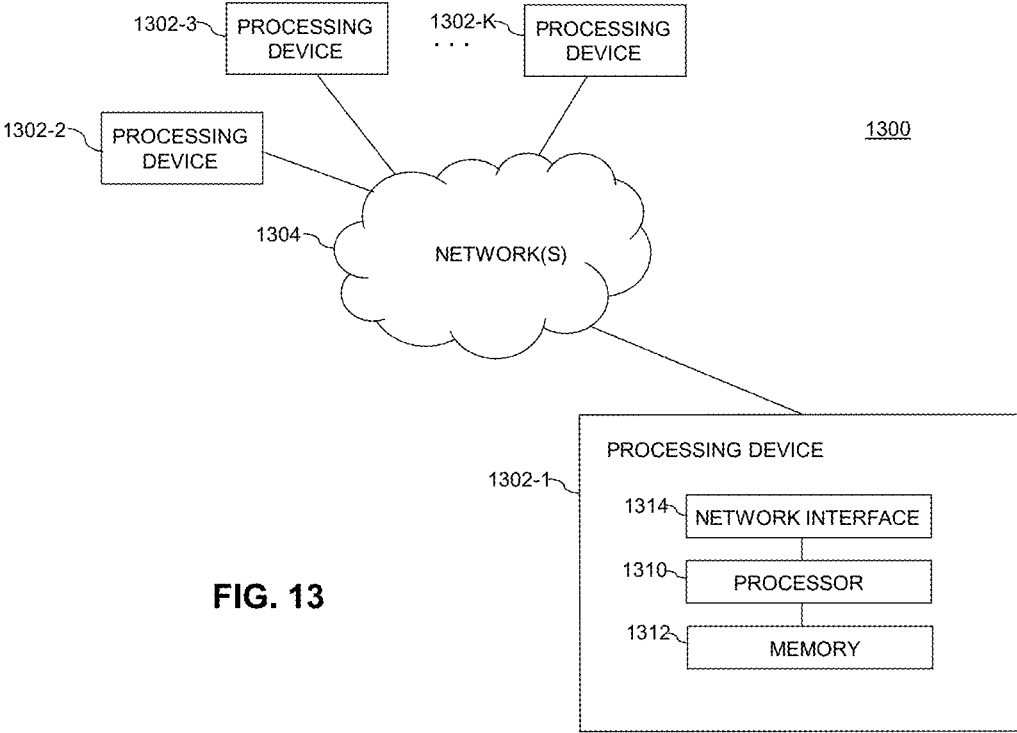 1302-3
PROCESSING
DEVICE
. . .
1302-K
PROCESSING
DEVICE
1302-2
PROCESSING
DEVICE
1300
1304
NETWORK(S)
1302-1
PROCESSING DEVICE
1314
NETWORK INTERFACE
1310
PROCESSOR
1312
MEMORY
FIG. 13